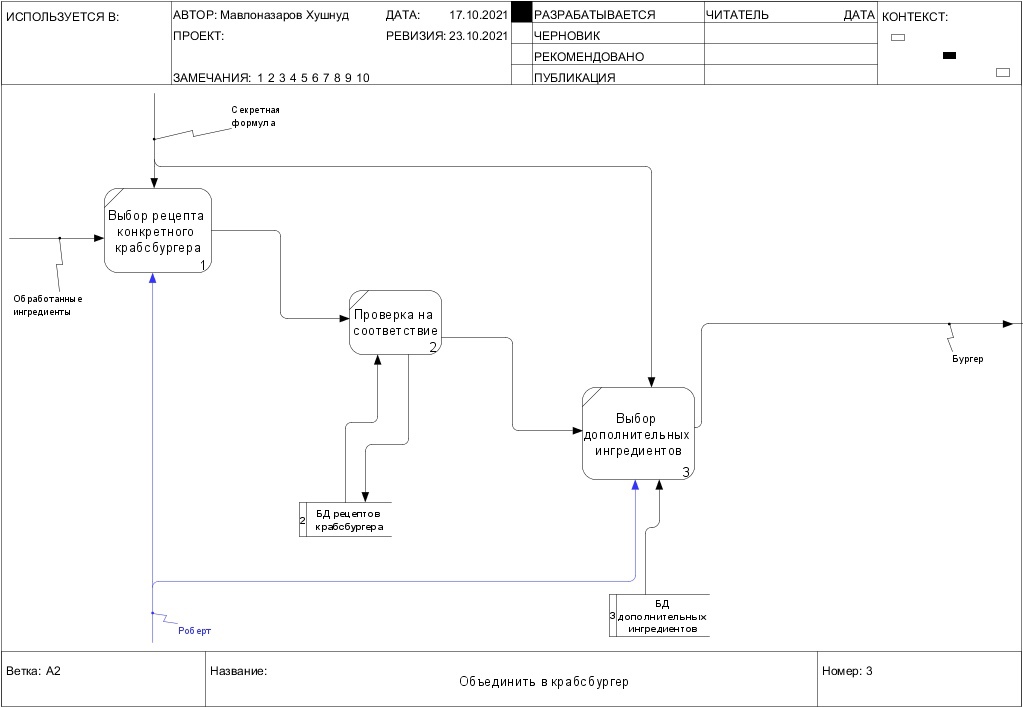 ИСПОЛЬЗУЕТСЯ В:
АВТОР: Мавлоназаров Хушнуд
ДАТА: 17.10.2021
РАЗРАБАТЫВАЕТСЯ
ЧИТАТЕЛЬ
ДАТА
КОНТЕКСТ:
ПРОЕКТ:
РЕВИЗИЯ: 23.10.2021
ЧЕРНОВИК
РЕКОМЕНДОВАНО
ЗАМЕЧАНИЯ: 1 2 3 4 5 6 7 8 9 10
ПУБЛИКАЦИЯ
Секретная
формула
Выбор рецепта
конкретного
крабсбургера
1
Обработанные
ингредиенты
Проверка на
соответствие
2
Бургер
Выбор
дополнительных
ингредиентов
3
2
БД рецептов
крабсбургера
3
БД
дополнительных
ингредиентов
Роберт
Ветка: A2
Название:
Объединить в крабсбургер
Номер: 3